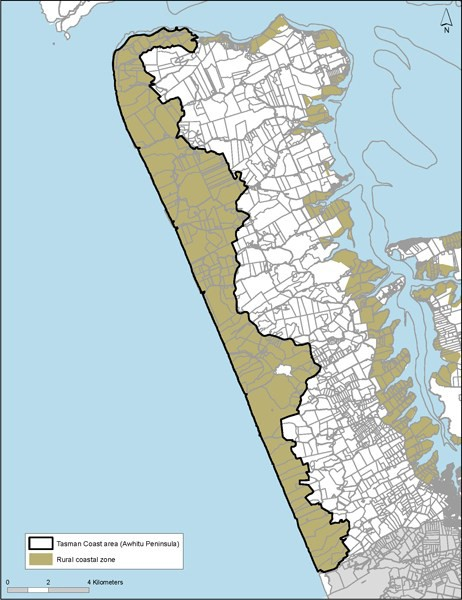 N
Tasman Coast area (Awhitu Peninsula)
Rural coastal zone
0 2 4 Kilometers